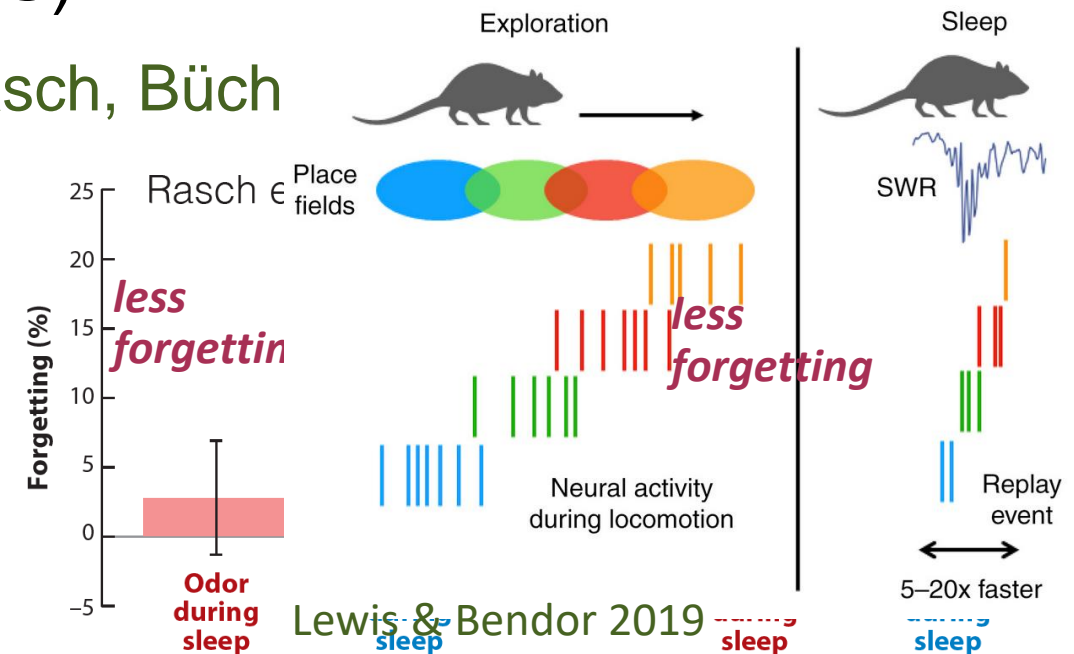 sch, Büch
Rasch e
25
20
15
10
5
0
–5
Forgetting (%)
less
forgettin
Odor
during
sleep
sleep
Exploration
Sleep
Place
fields
SWR
less
forgetting
Neural activity
during locomotion
Replay
event
5–20x faster
Lewis & Bendor 2019
during
sleep
during
sleep